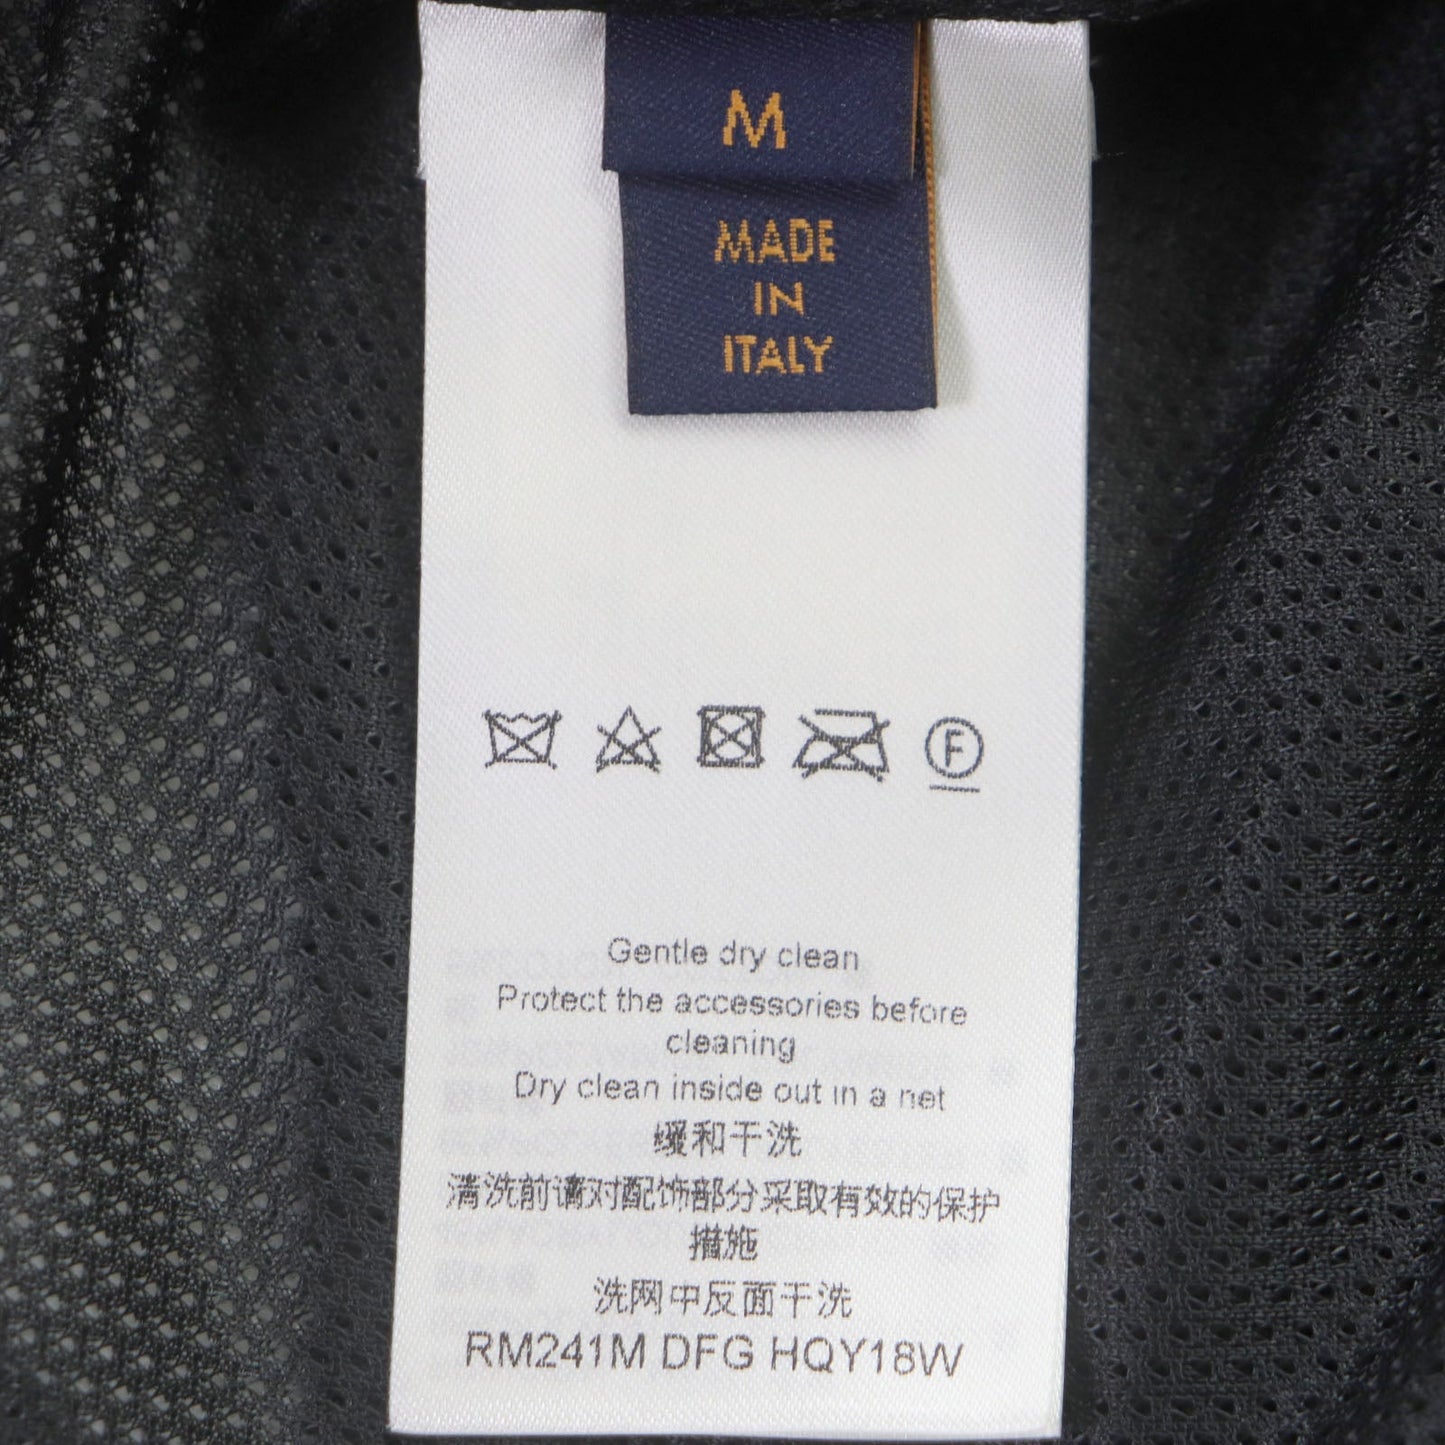 M
MADE
IN
ITALY
F
Gentle dry clean
Protect the accessories before
cleaning
Dry clean inside out in a net
缓和干洗
清洗前请对配饰部分采取有效的保护
措施
洗网中反面干洗
RM241M DFG HQY18W